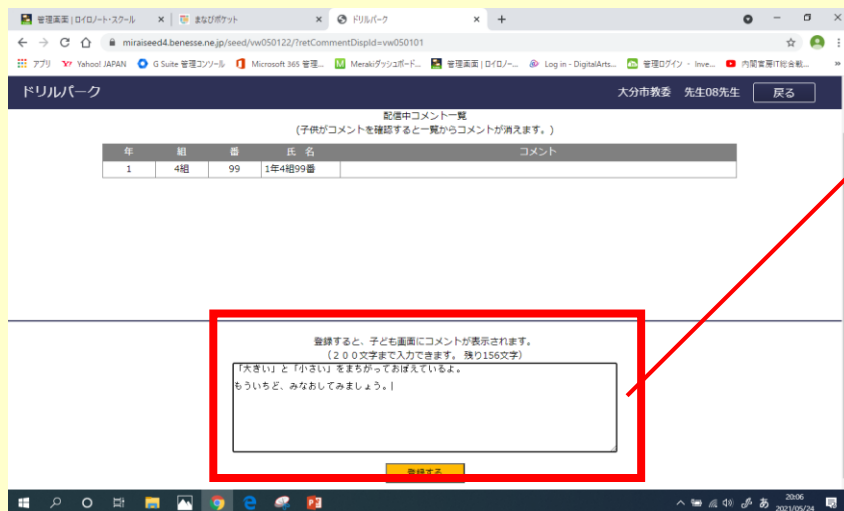 管理画面 | ロイロノート・スクール
まなびポケット
ドリルパーク
miraiseed4.benesse.ne.jp/seed/vw050122/?retCommentDispId=vw050101
アプリ Yahoo! JAPAN G Suite 管理コンソール Microsoft 365 管理... Merakiダッシュボード... 管理画面 | ロイロノー... Log in - DigitalArts... 管理ログイン - Inve... 内閣官房IT総合戦...
ドリルパーク 大分市教委 先生08先生 戻る
配信中コメント一覧
(子供がコメントを確認すると一覧からコメントが消えます。)
年 組 番 氏 名 コメント
1 4組 99 1年4組99番
登録すると、子ども画面にコメントが表示されます。
(２００文字まで入力できます。 残り156文字)
「大きい」と「小さい」をまちがっておぼえているよ。
もういちど、みなおしてみましょう。
登録する
あ 20:06
2021/05/24